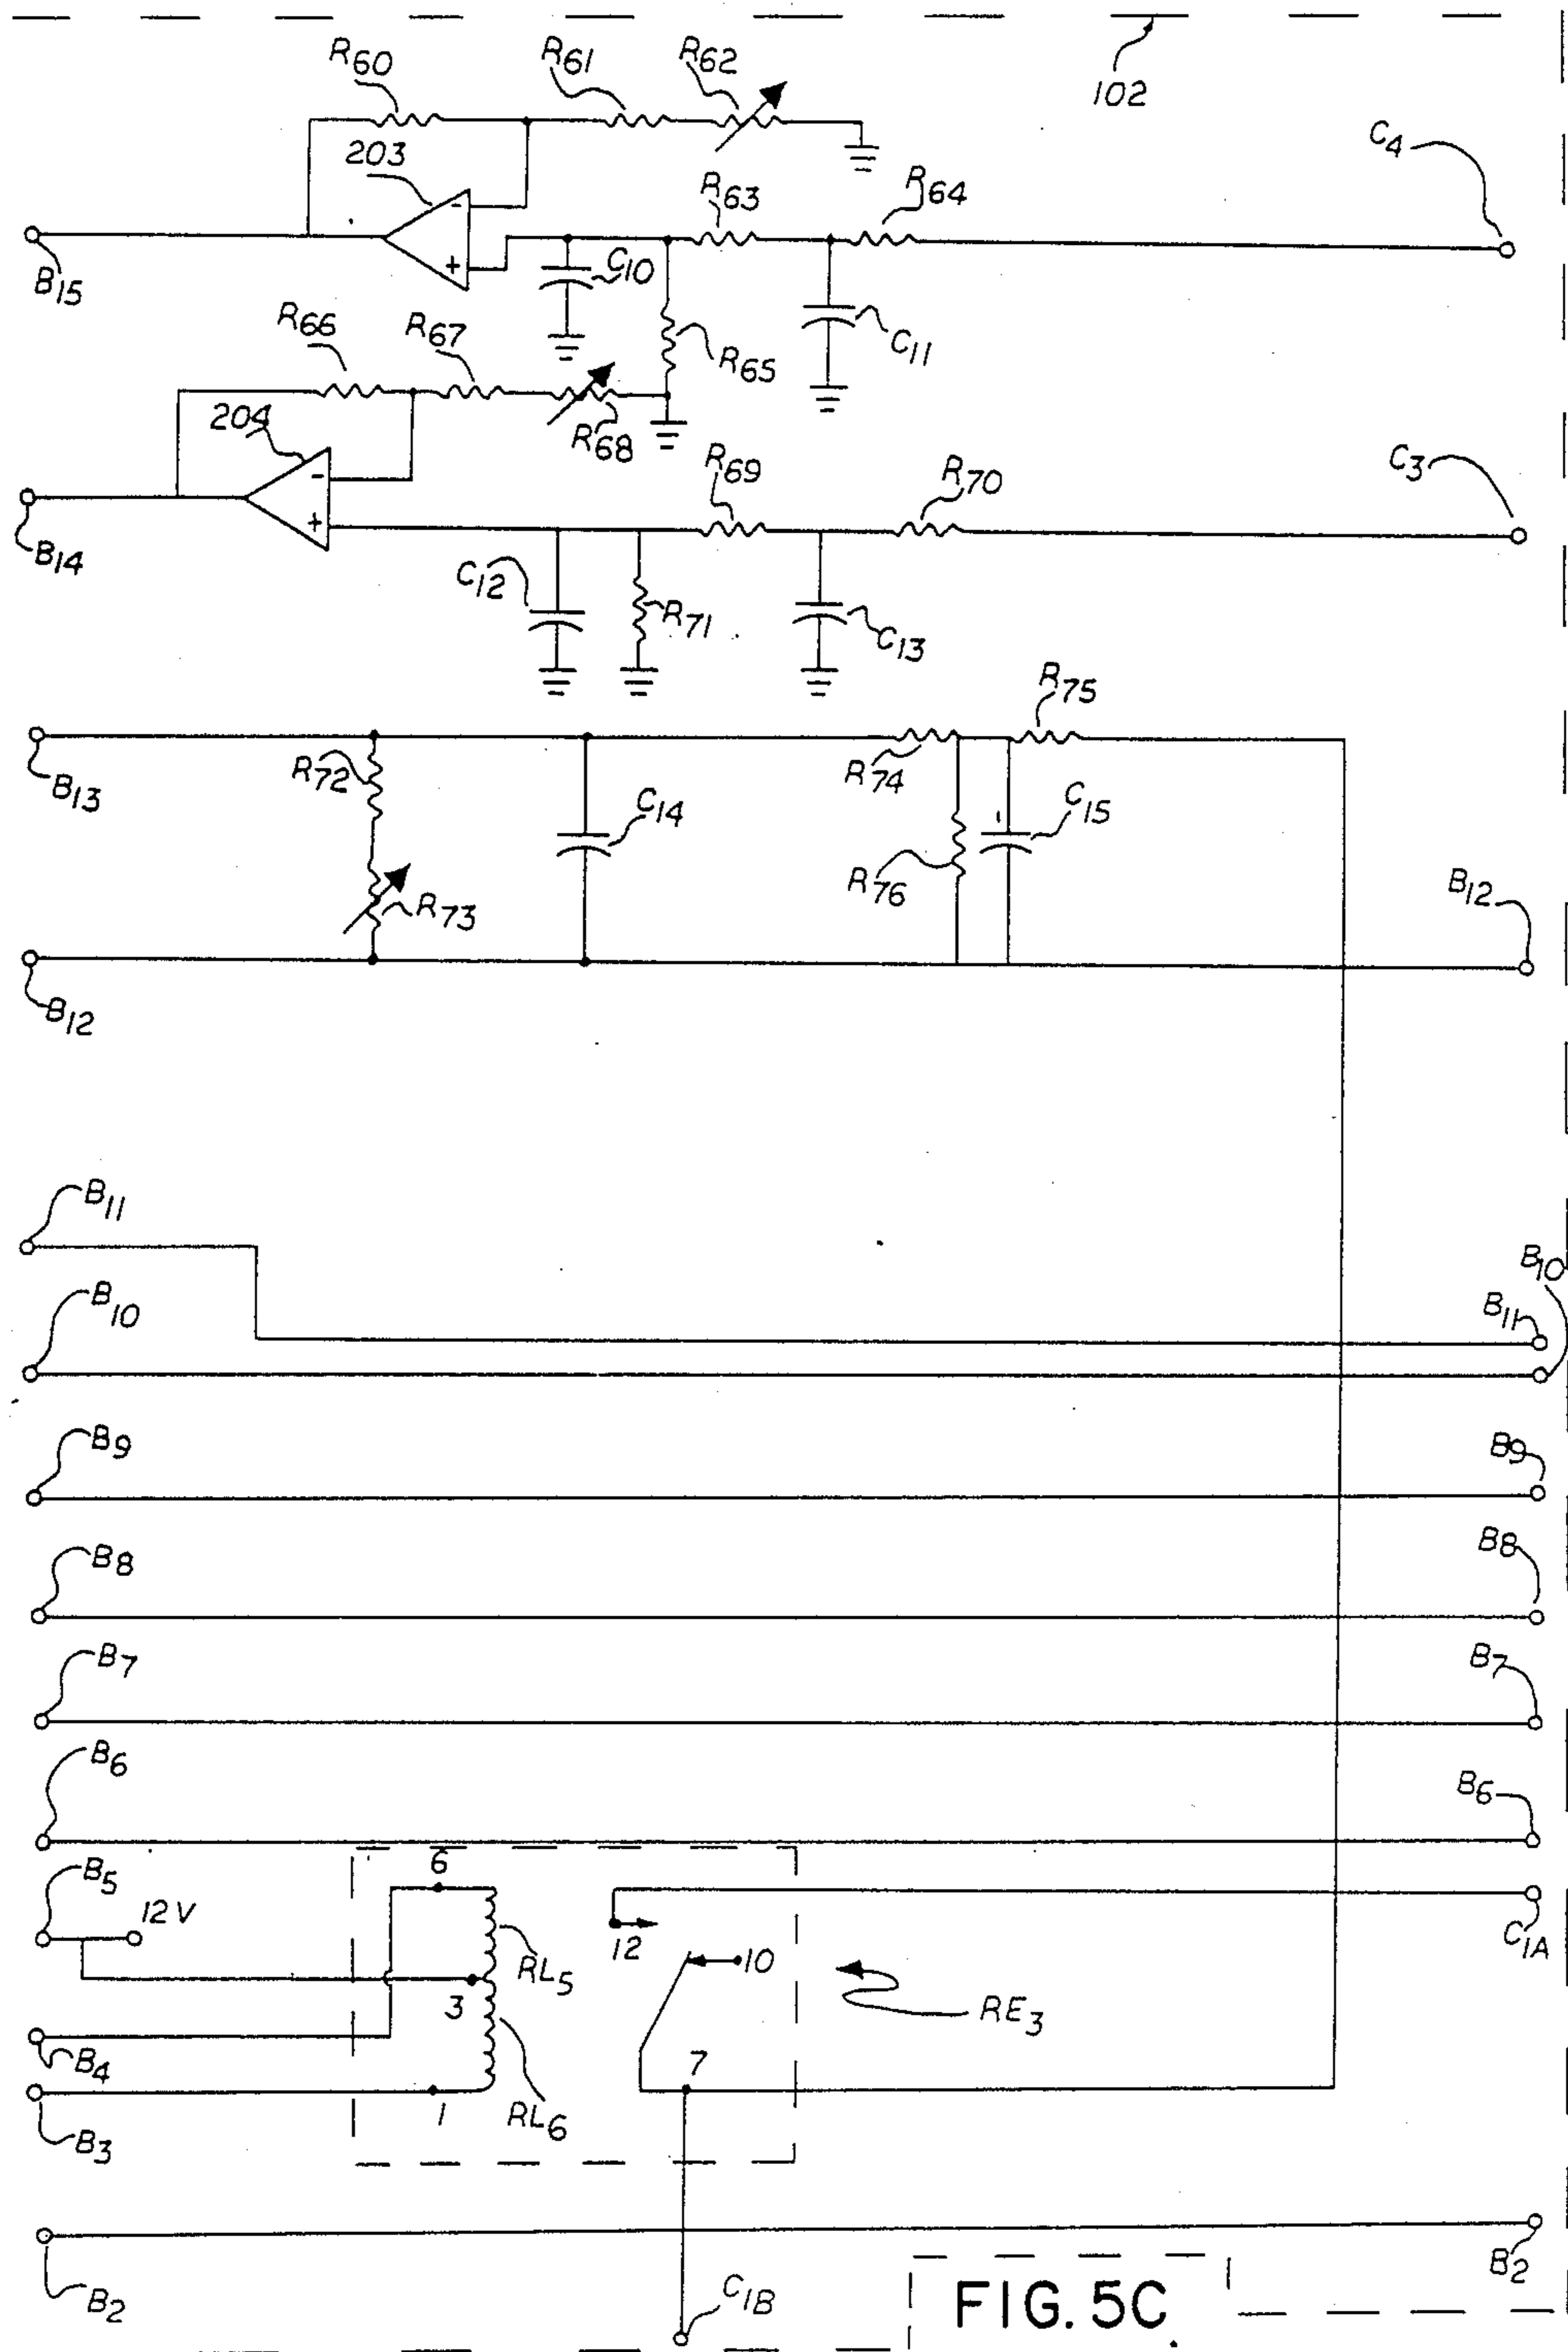 R60
R61
R62
102
203
C4
R63
R64
B15
C10
R65
C11
R66
R67
204
R68
R69
R70
C3
B14
C12
R71
C13
R75
B13
R72
R74
C14
C15
R73
R76
B12
B12
B11
B10
B10
B11
B9
B9
B8
B8
B7
B7
B6
B6
B5
12V
6
12
C1A
RL5
10
3
RE3
B4
7
1
RL6
B3
B2
B2
C1B
FIG. 5C